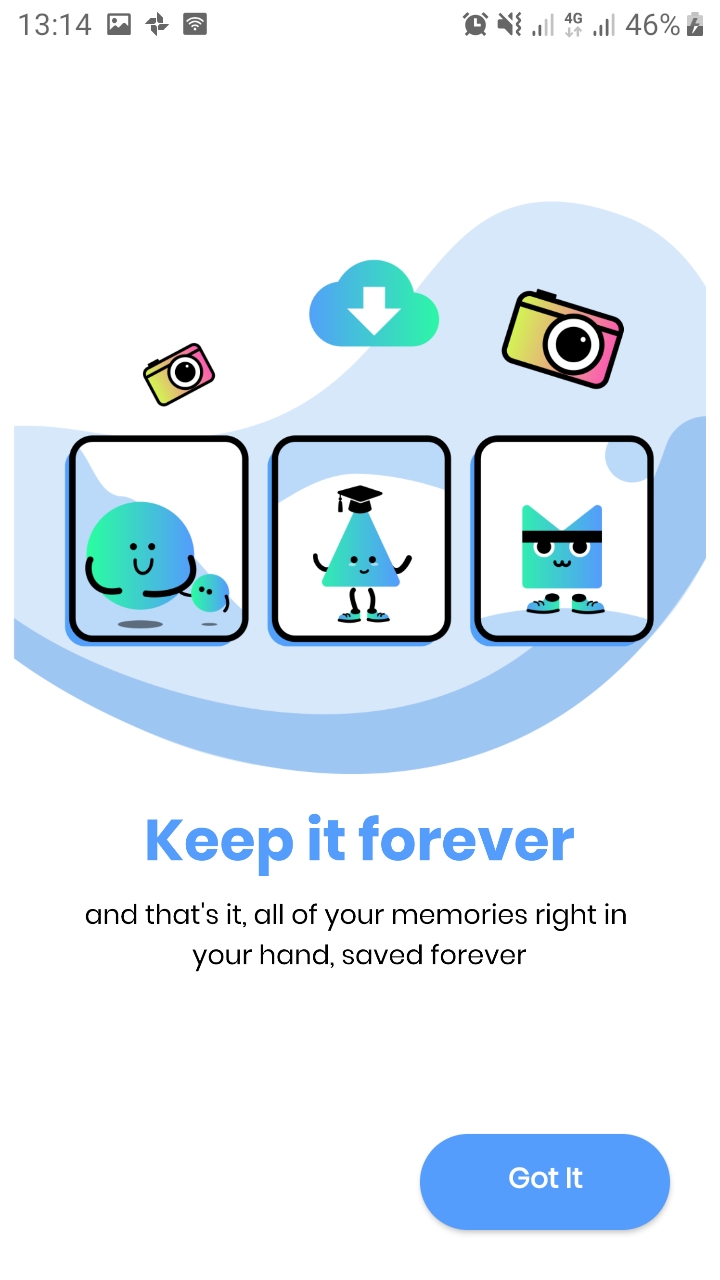 13:14 4G 46%
Keep it forever
and that's it, all of your memories right in
your hand, saved forever
Got It